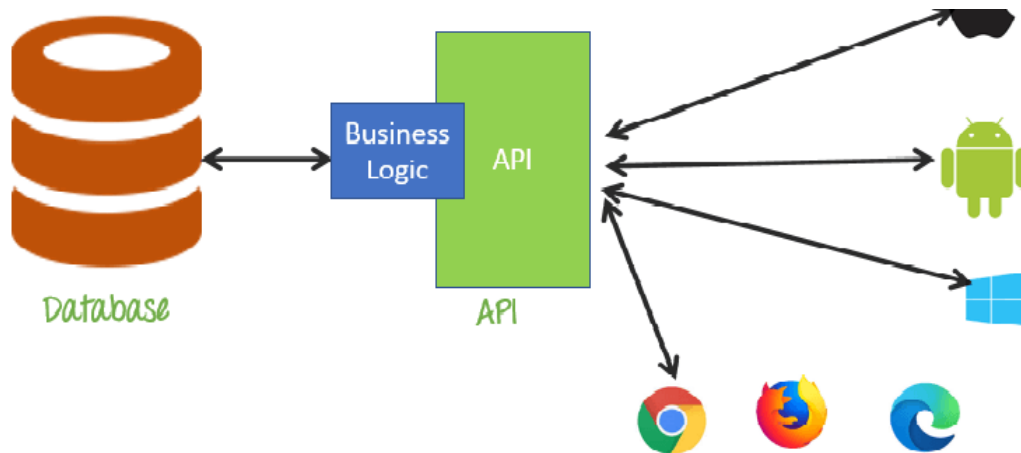 Business
Logic
API
Database
API